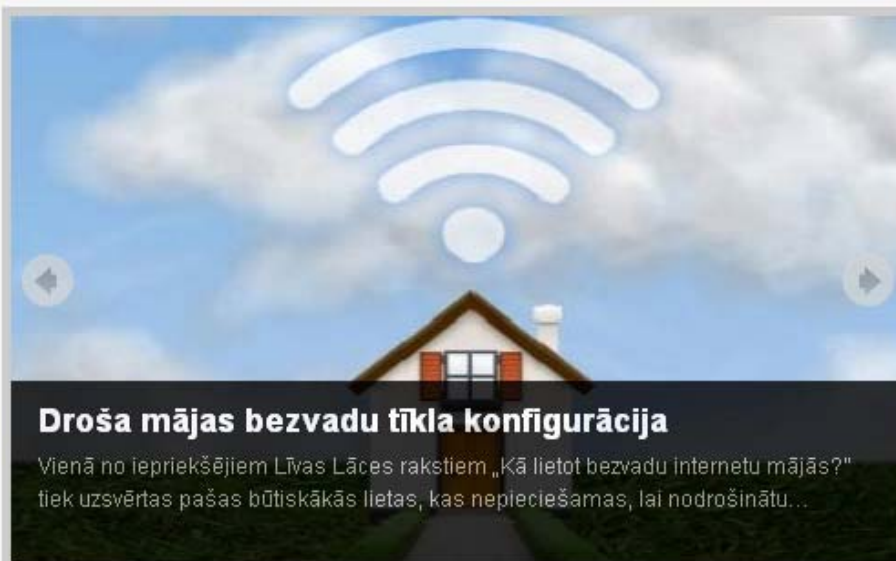 Droša mājas bezvadu tīkla konfigurācija
Vienā no iepriekšējiem Līvas Lāces rakstiem „Kā lietot bezvadu internetu mājās?"
tiek uzsvērtas pašas būtiskākās lietas, kas nepieciešamas, lai nodrošinātu...